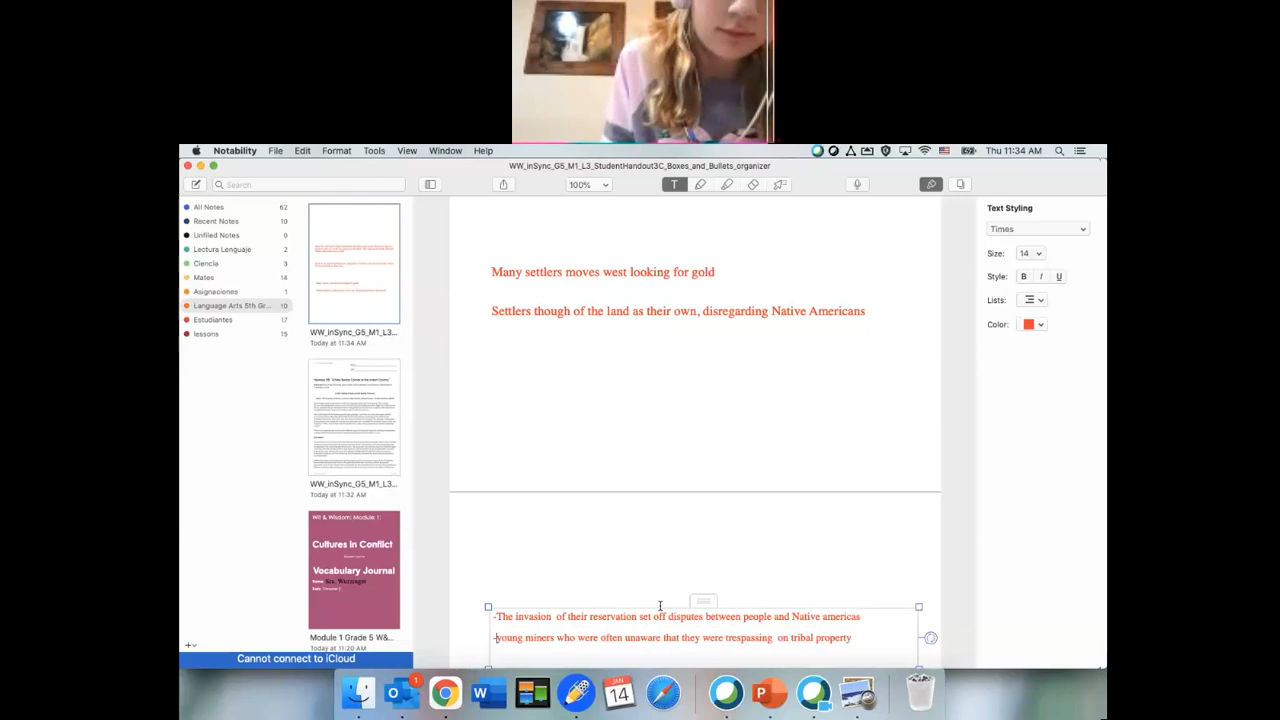 Notability File Edit Format Tools View Window Help
Thu 11:34 AM
WW_inSync_G5_M1_L3_StudentHandout3C_Boxes_and_Bullets_organizer
Search
100%
T
All Notes 62
Recent Notes 10
Unfiled Notes 0
Lectura Lenguaje 2
Ciencia 3
Mates 14
Asignaciones 1
Language Arts 5th Gr... 10
Estudiantes 17
lessons 15
WW_inSync_G5_M1_L3...
Today at 11:34 AM
WW_inSync_G5_M1_L3...
Today at 11:32 AM
Wit & Wisdom: Module 1:
Cultures in Conflict
Vocabulary Journal
Module 1 Grade 5 W&...
Today at 11:20 AM
Cannot connect to iCloud
Many settlers moves west looking for gold
Settlers though of the land as their own, disregarding Native Americans
-The invasion of their reservation set off disputes between people and Native americas
-young miners who were often unaware that they were trespassing on tribal property
Text Styling
Times
Size: 14
Style: B I U
Lists:
Color:
1
W
JAN
14
P